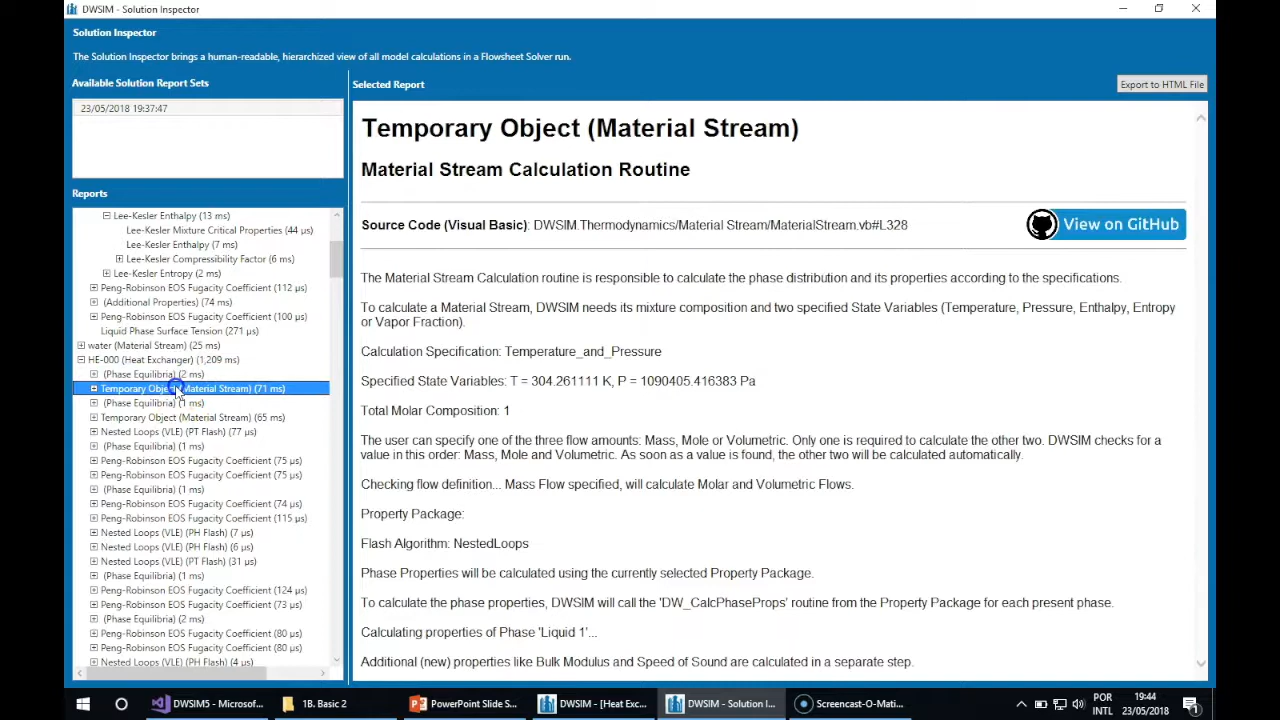 DWSIM - Solution Inspector
Solution Inspector
The Solution Inspector brings a human-readable, hierarchized view of all model calculations in a Flowsheet Solver run.
Available Solution Report Sets
23/05/2018 19:37:47
Reports
Lee-Kesler Enthalpy (13 ms)
Lee-Kesler Mixture Critical Properties (44 µs)
Lee-Kesler Enthalpy (7 ms)
Lee-Kesler Compressibility Factor (6 ms)
Lee-Kesler Entropy (2 ms)
Peng-Robinson EOS Fugacity Coefficient (112 µs)
(Additional Properties) (74 ms)
Peng-Robinson EOS Fugacity Coefficient (100 µs)
Liquid Phase Surface Tension (271 µs)
water (Material Stream) (25 ms)
HE-000 (Heat Exchanger) (1,209 ms)
(Phase Equilibria) (2 ms)
Temporary Object (Material Stream) (71 ms)
(Phase Equilibria) (1 ms)
Temporary Object (Material Stream) (65 ms)
Nested Loops (VLE) (PT Flash) (77 µs)
(Phase Equilibria) (1 ms)
Peng-Robinson EOS Fugacity Coefficient (75 µs)
Peng-Robinson EOS Fugacity Coefficient (75 µs)
(Phase Equilibria) (1 ms)
Peng-Robinson EOS Fugacity Coefficient (74 µs)
Peng-Robinson EOS Fugacity Coefficient (115 µs)
Nested Loops (VLE) (PH Flash) (7 µs)
Nested Loops (VLE) (PH Flash) (6 µs)
Nested Loops (VLE) (PT Flash) (31 µs)
(Phase Equilibria) (1 ms)
Peng-Robinson EOS Fugacity Coefficient (124 µs)
Peng-Robinson EOS Fugacity Coefficient (73 µs)
(Phase Equilibria) (2 ms)
Peng-Robinson EOS Fugacity Coefficient (80 µs)
Peng-Robinson EOS Fugacity Coefficient (80 µs)
Nested Loops (VLE) (PH Flash) (4 µs)
Selected Report
Export to HTML File
Temporary Object (Material Stream)
Material Stream Calculation Routine
Source Code (Visual Basic): DWSIM.Thermodynamics/Material Stream/MaterialStream.vb#L328
View on GitHub
The Material Stream Calculation routine is responsible to calculate the phase distribution and its properties according to the specifications.
To calculate a Material Stream, DWSIM needs its mixture composition and two specified State Variables (Temperature, Pressure, Enthalpy, Entropy
or Vapor Fraction).
Calculation Specification: Temperature_and_Pressure
Specified State Variables: T = 304.261111 K, P = 1090405.416383 Pa
Total Molar Composition: 1
The user can specify one of the three flow amounts: Mass, Mole or Volumetric. Only one is required to calculate the other two. DWSIM checks for a
value in this order: Mass, Mole and Volumetric. As soon as a value is found, the other two will be calculated automatically.
Checking flow definition... Mass Flow specified, will calculate Molar and Volumetric Flows.
Property Package:
Flash Algorithm: NestedLoops
Phase Properties will be calculated using the currently selected Property Package.
To calculate the phase properties, DWSIM will call the 'DW_CalcPhaseProps' routine from the Property Package for each present phase.
Calculating properties of Phase 'Liquid 1'...
Additional (new) properties like Bulk Modulus and Speed of Sound are calculated in a separate step.
DWSIM5 - Microsof...
1B. Basic 2
PowerPoint Slide S...
DWSIM - [Heat Exc...
DWSIM - Solution I...
Screencast-O-Mati...
POR
INTL
19:44
23/05/2018
1